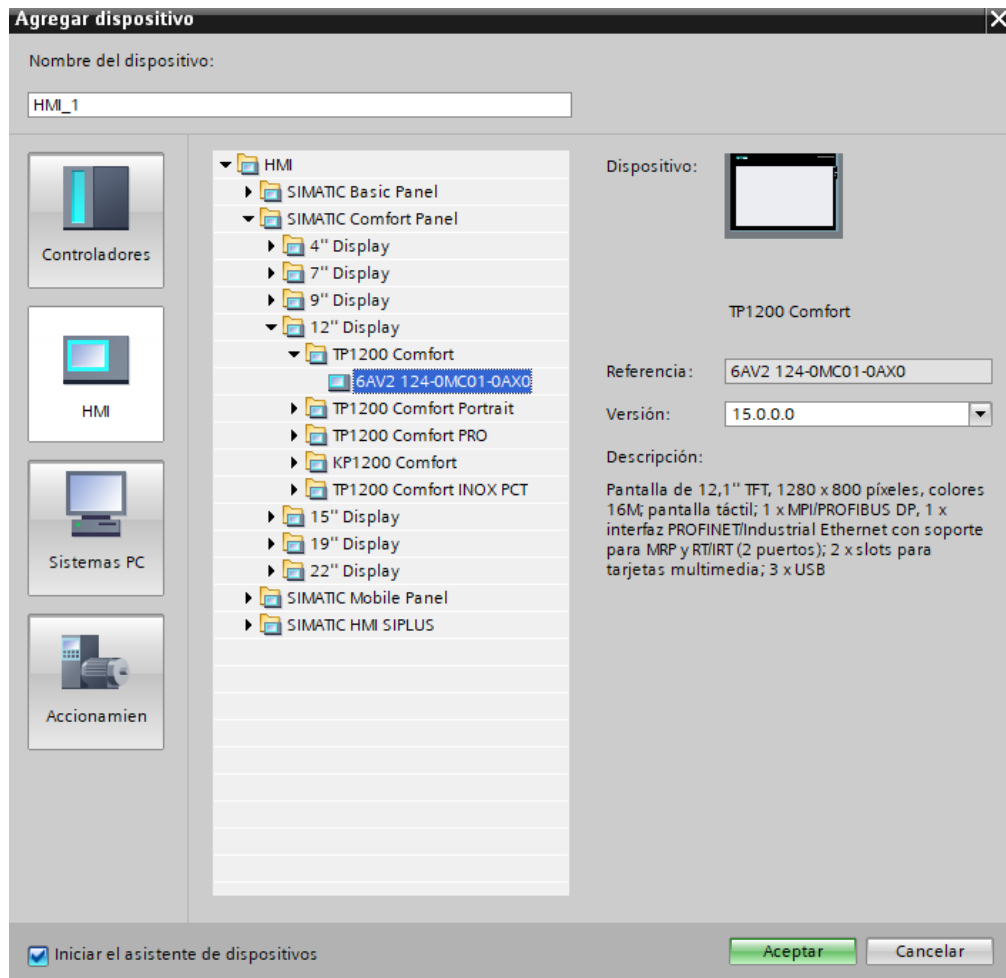 Agregar dispositivo
Nombre del dispositivo:
HMI_1
Controladores
HMI
Sistemas PC
Accionamien
HMI
SIMATIC Basic Panel
SIMATIC Comfort Panel
4'' Display
7'' Display
9'' Display
12'' Display
TP1200 Comfort
6AV2 124-0MC01-0AX0
TP1200 Comfort Portrait
TP1200 Comfort PRO
KP1200 Comfort
TP1200 Comfort INOX PCT
15'' Display
19'' Display
22'' Display
SIMATIC Mobile Panel
SIMATIC HMI SIPLUS
Dispositivo:
TP1200 Comfort
Referencia: 6AV2 124-0MC01-0AX0
Versión: 15.0.0.0
Descripción:
Pantalla de 12,1'' TFT, 1280 x 800 píxeles, colores
16M; pantalla táctil; 1 x MPI/PROFIBUS DP, 1 x
interfaz PROFINET/Industrial Ethernet con soporte
para MRP y RT/IRT (2 puertos); 2 x slots para
tarjetas multimedia; 3 x USB
Iniciar el asistente de dispositivos
Aceptar
Cancelar